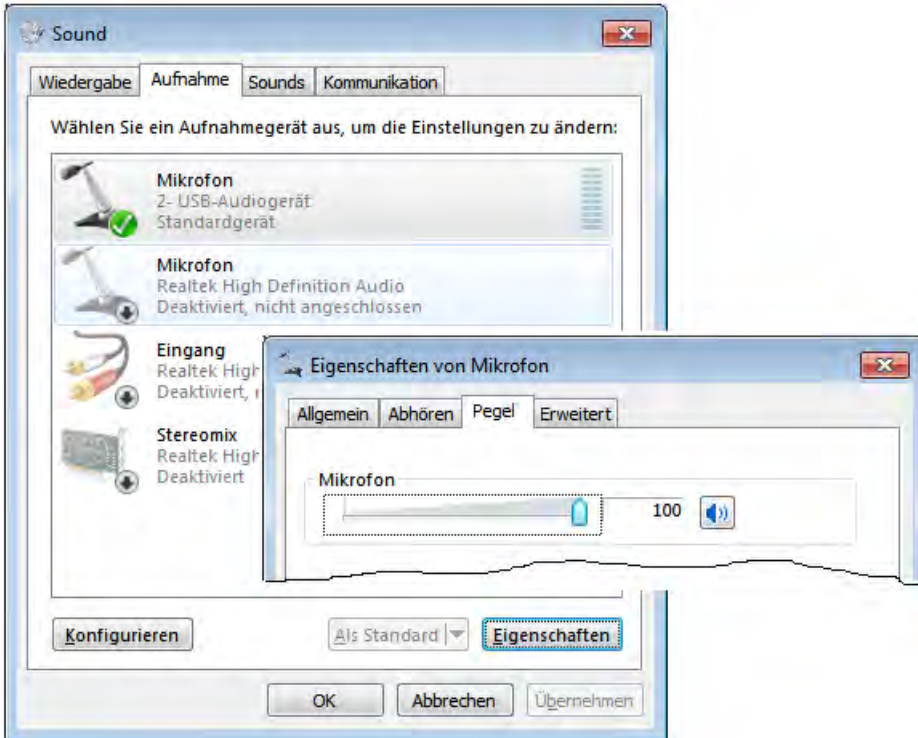 Sound
Wiedergabe Aufnahme Sounds Kommunikation
Wählen Sie ein Aufnahmegerät aus, um die Einstellungen zu ändern:
Mikrofon
2- USB-Audiogerät
Standardgerät
Mikrofon
Realtek High Definition Audio
Deaktiviert, nicht angeschlossen
Eingang
Realtek High
Deaktiviert,
Stereomix
Realtek High
Deaktiviert
Eigenschaften von Mikrofon
Allgemein Abhören Pegel Erweitert
Mikrofon
100
Konfigurieren Als Standard Eigenschaften
OK Abbrechen Übernehmen